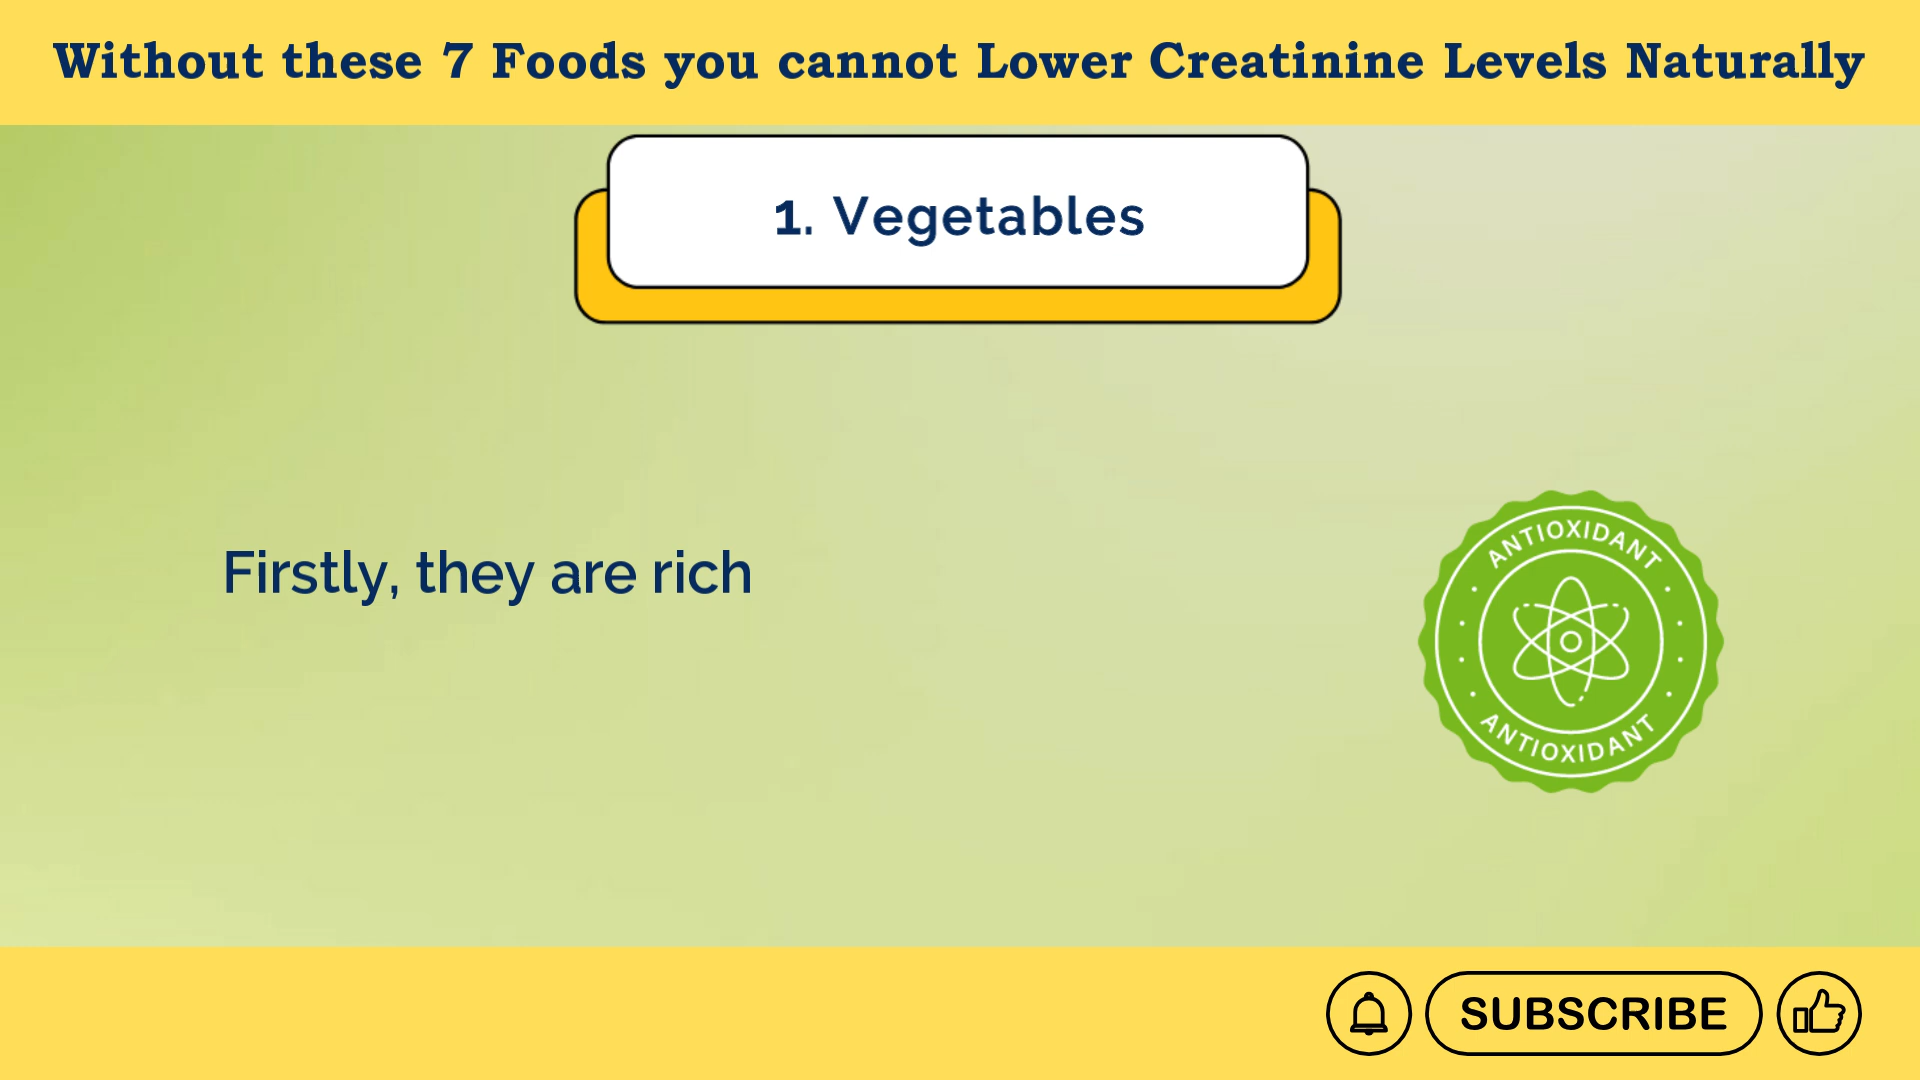 Without these 7 Foods you cannot Lower Creatinine Levels Naturally
1. Vegetables
Firstly, they are rich
ANTIOXIDANT
ANTIOXIDANT
SUBSCRIBE